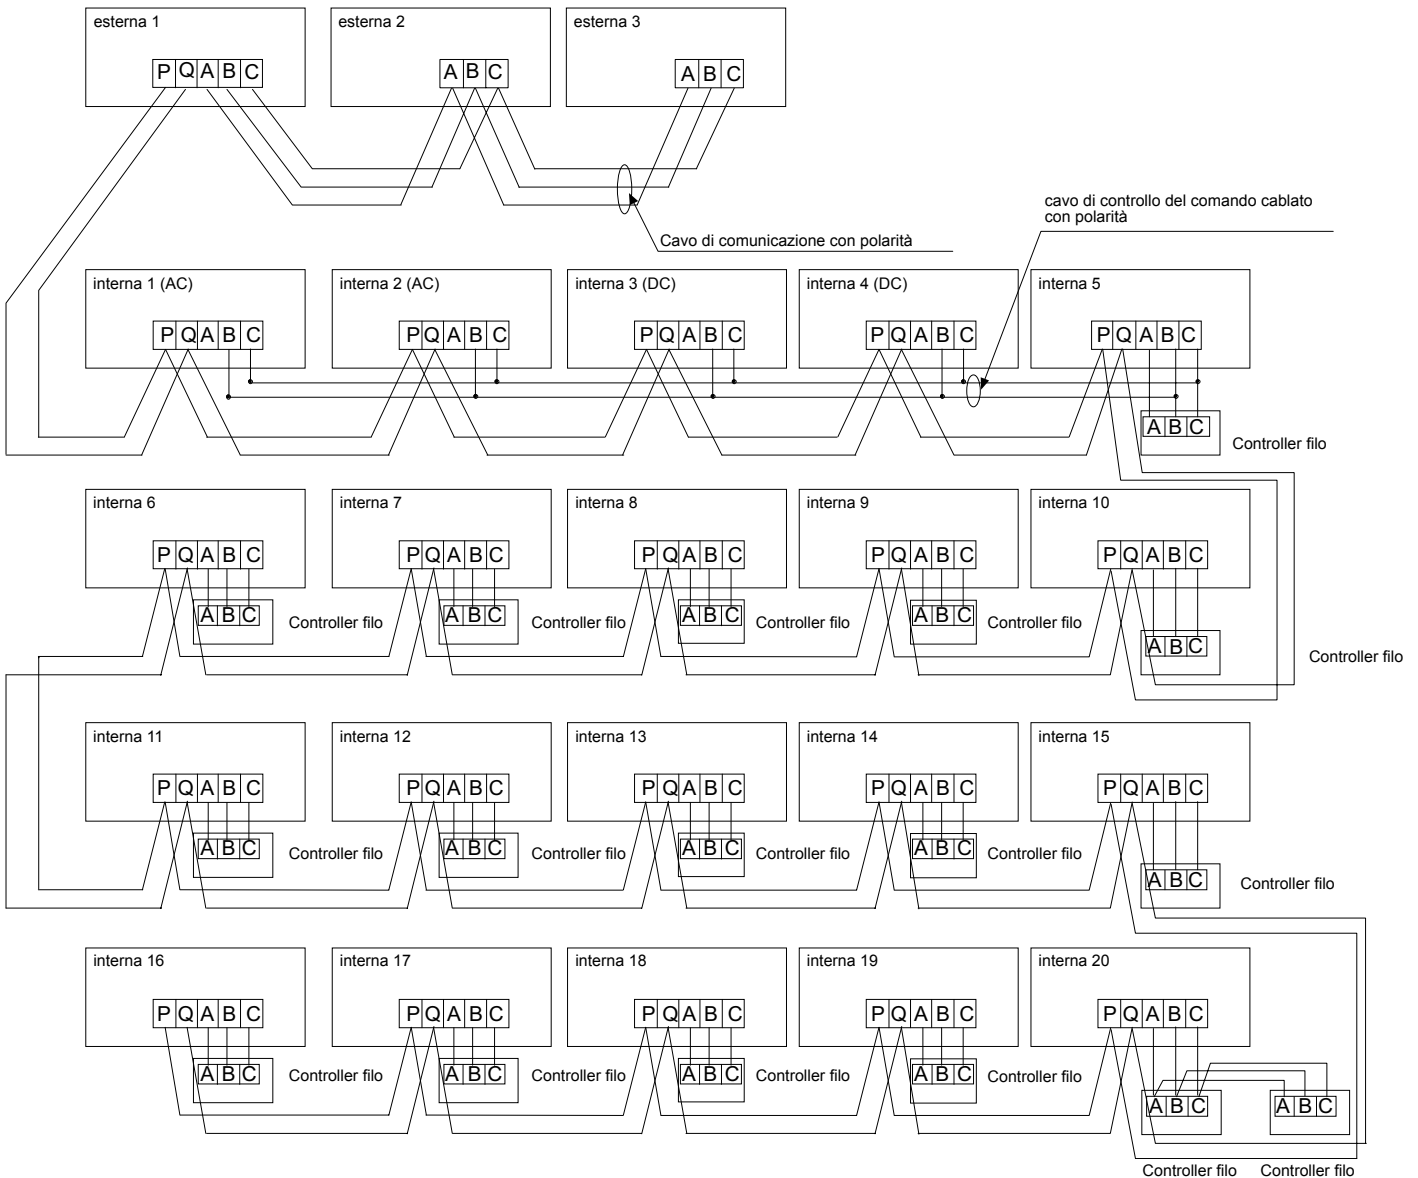 esterna 1
esterna 2
esterna 3
P Q A B C
A B C
A B C
cavo di controllo del comando cablato
con polarità
Cavo di comunicazione con polarità
interna 1 (AC)
interna 2 (AC)
interna 3 (DC)
interna 4 (DC)
interna 5
P Q A B C
P Q A B C
P Q A B C
P Q A B C
P Q A B C
A B C
Controller filo
interna 6
interna 7
interna 8
interna 9
interna 10
P Q A B C
P Q A B C
P Q A B C
P Q A B C
P Q A B C
A B C
Controller filo
A B C
Controller filo
A B C
Controller filo
A B C
Controller filo
A B C
Controller filo
interna 11
interna 12
interna 13
interna 14
interna 15
P Q A B C
P Q A B C
P Q A B C
P Q A B C
P Q A B C
A B C
Controller filo
A B C
Controller filo
A B C
Controller filo
A B C
Controller filo
A B C
Controller filo
interna 16
interna 17
interna 18
interna 19
interna 20
P Q A B C
P Q A B C
P Q A B C
P Q A B C
P Q A B C
A B C
Controller filo
A B C
Controller filo
A B C
Controller filo
A B C
Controller filo
A B C
A B C
Controller filo
Controller filo